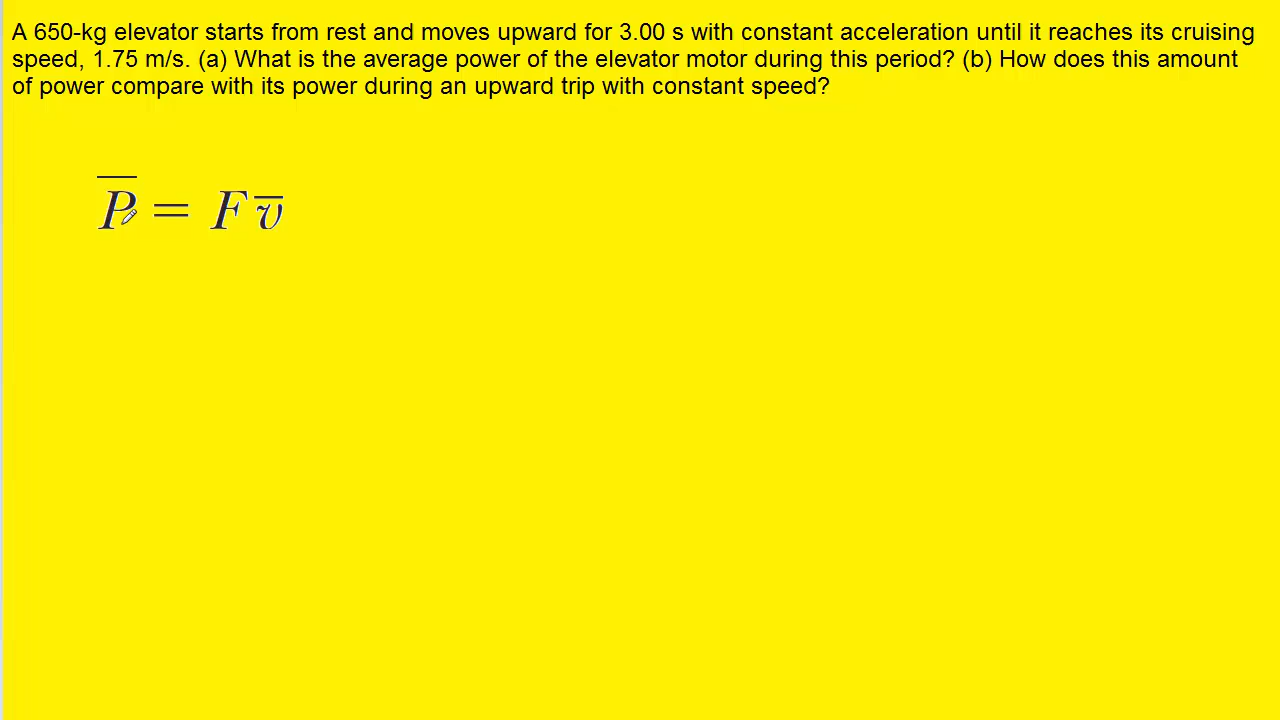 A 650-kg elevator starts from rest and moves upward for 3.00 s with constant acceleration until it reaches its cruising
speed, 1.75 m/s. (a) What is the average power of the elevator motor during this period? (b) How does this amount
of power compare with its power during an upward trip with constant speed?
P̅ = F v̅